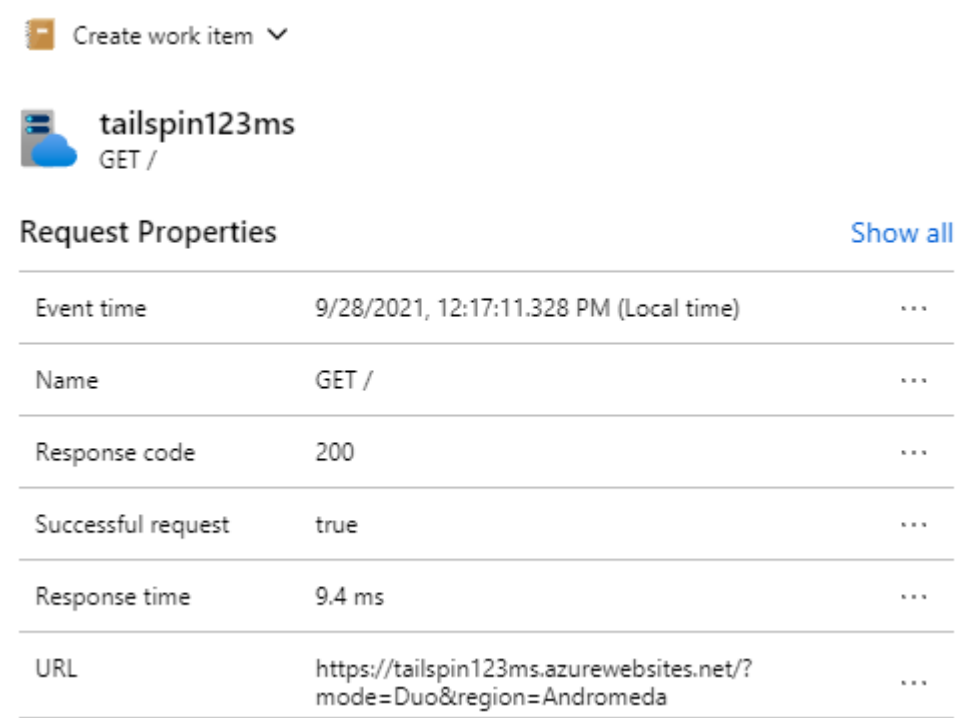 Create work item
tailspin123ms
GET /
Request Properties Show all
Event time 9/28/2021, 12:17:11.328 PM (Local time) ...
Name GET / ...
Response code 200 ...
Successful request true ...
Response time 9.4 ms ...
URL https://tailspin123ms.azurewebsites.net/?
mode=Duo&region=Andromeda ...